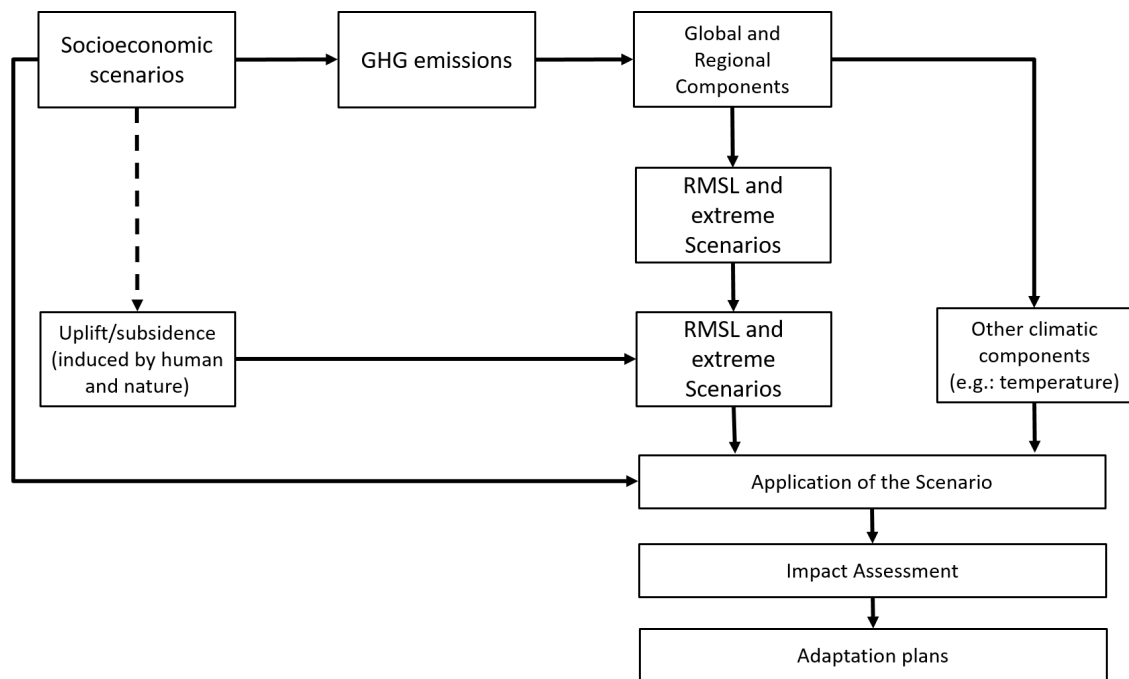 Socioeconomic
scenarios
GHG emissions
Global and
Regional
Components
RMSL and
extreme
Scenarios
Uplift/subsidence
(induced by human
and nature)
RMSL and
extreme
Scenarios
Other climatic
components
(e.g.: temperature)
Application of the Scenario
Impact Assessment
Adaptation plans